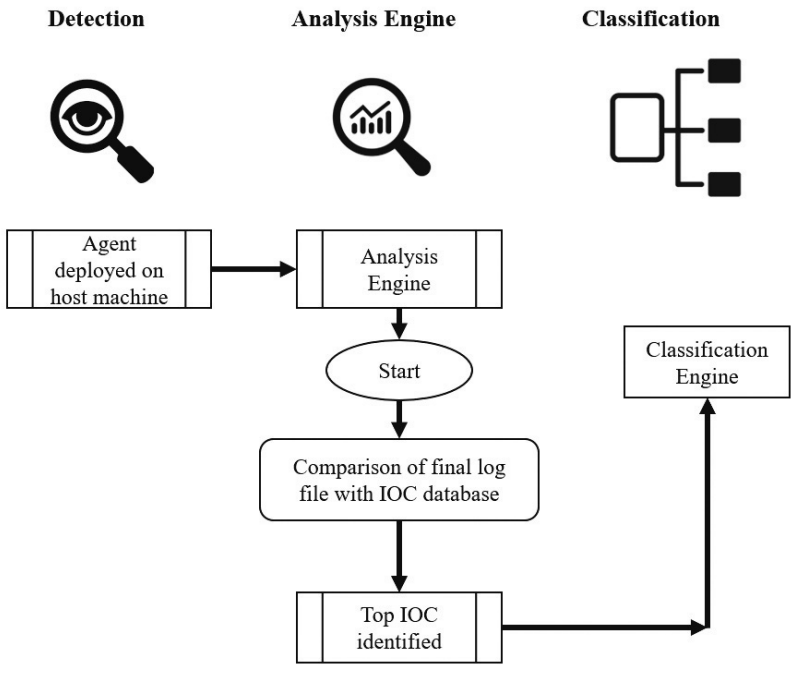 Detection
Analysis Engine
Classification
Agent
deployed on
host machine
Analysis
Engine
Start
Classification
Engine
Comparison of final log
file with IOC database
Top IOC
identified